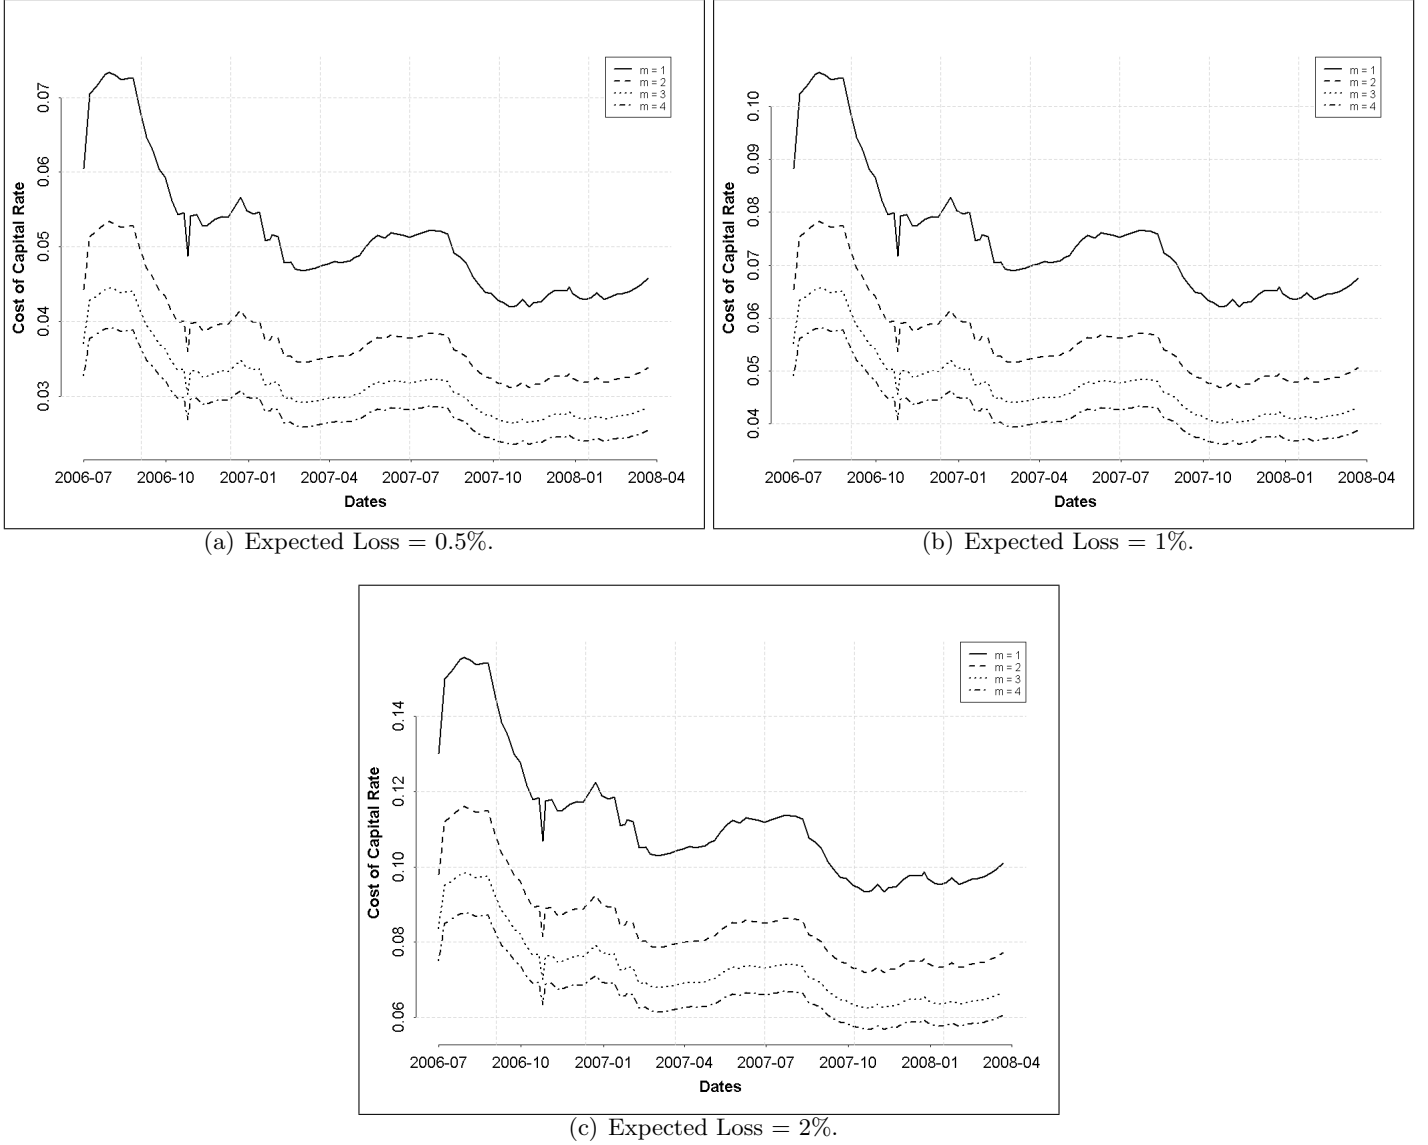 m = 1
m = 2
m = 3
m = 4
Cost of Capital Rate
0.07
0.06
0.05
0.04
0.03
2006-07 2006-10 2007-01 2007-04 2007-07 2007-10 2008-01 2008-04
Dates
(a) Expected Loss = 0.5%.
m = 1
m = 2
m = 3
m = 4
Cost of Capital Rate
0.10
0.09
0.08
0.07
0.06
0.05
0.04
2006-07 2006-10 2007-01 2007-04 2007-07 2007-10 2008-01 2008-04
Dates
(b) Expected Loss = 1%.
m = 1
m = 2
m = 3
m = 4
Cost of Capital Rate
0.14
0.12
0.10
0.08
0.06
2006-07 2006-10 2007-01 2007-04 2007-07 2007-10 2008-01 2008-04
Dates
(c) Expected Loss = 2%.